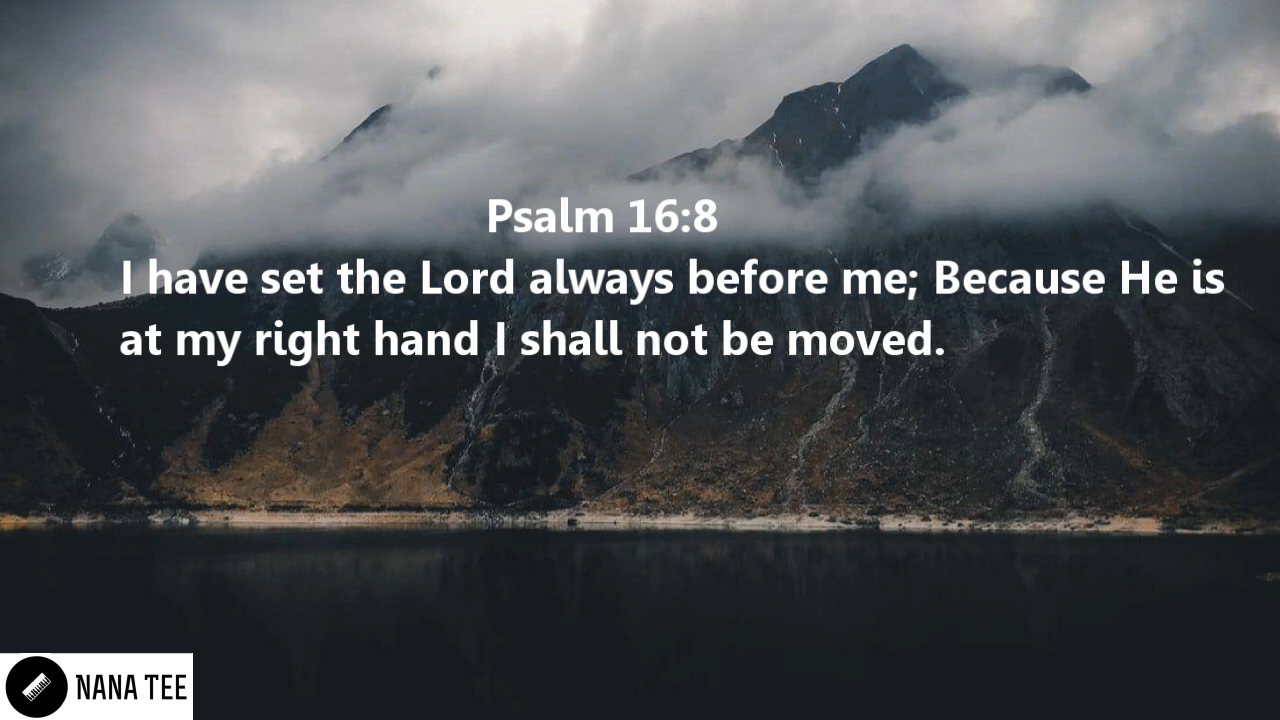 Psalm 16:8
I have set the Lord always before me; Because He is
at my right hand I shall not be moved.
NANA TEE